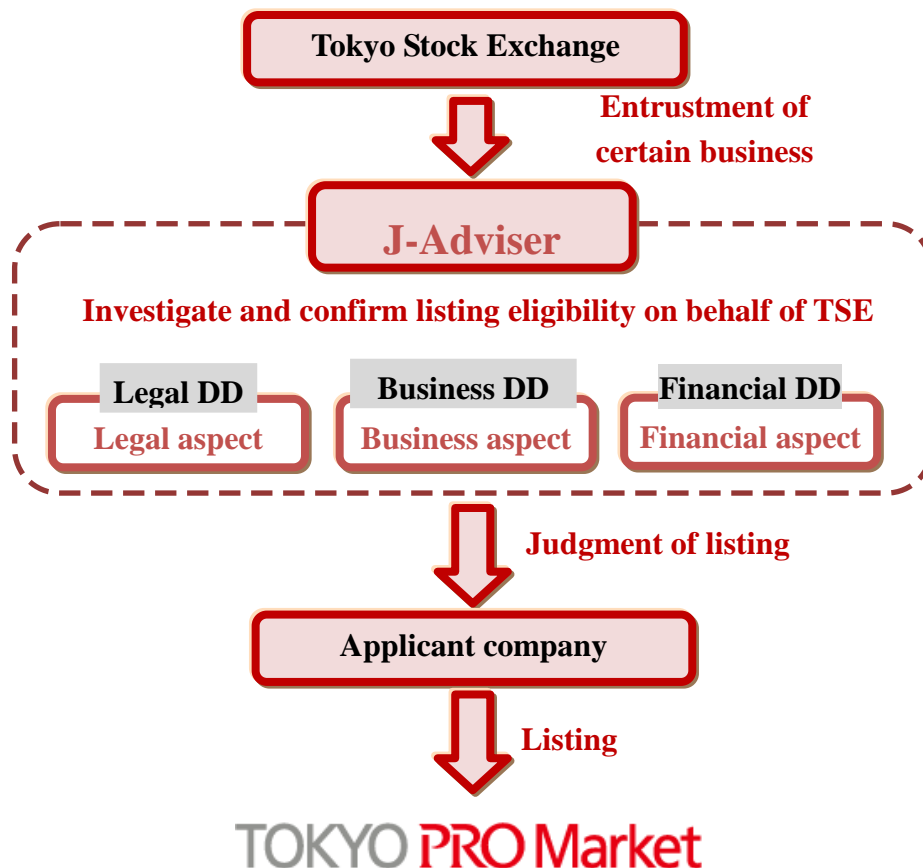 Tokyo Stock Exchange
Entrustment of
certain business
J-Adviser
Investigate and confirm listing eligibility on behalf of TSE
Legal DD
Business DD
Financial DD
Legal aspect
Business aspect
Financial aspect
Judgment of listing
Applicant company
Listing
TOKYO PRO Market